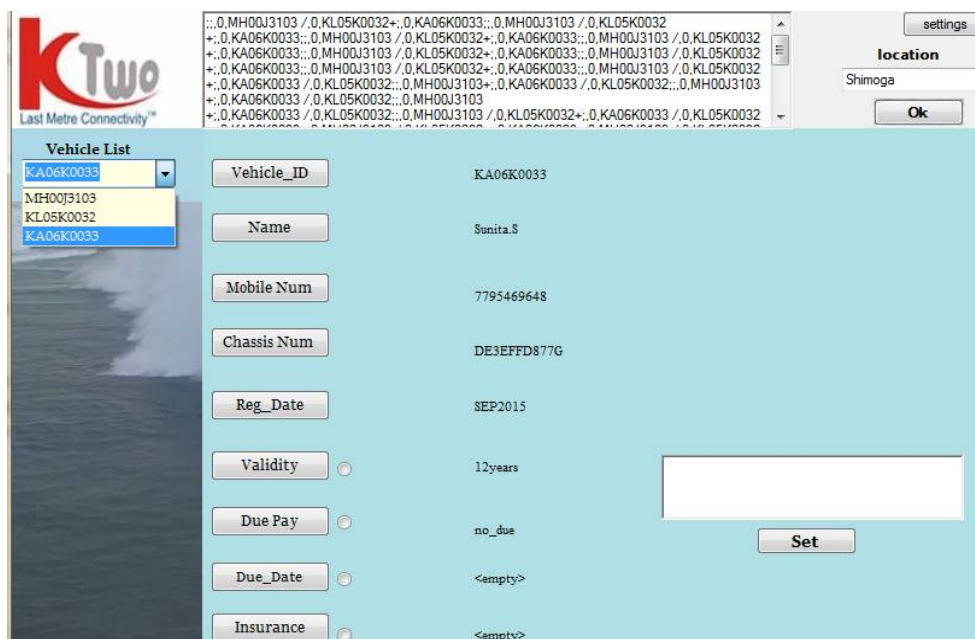 KTwo
Last Metre Connectivity™
;;,0,MH00J3103 /,0,KL05K0032+;,0,KA06K0033;;,0,MH00J3103 /,0,KL05K0032
+;,0,KA06K0033;;,0,MH00J3103 /,0,KL05K0032+;,0,KA06K0033;;,0,MH00J3103 /,0,KL05K0032
+;,0,KA06K0033;;,0,MH00J3103 /,0,KL05K0032+;,0,KA06K0033;;,0,MH00J3103 /,0,KL05K0032
+;,0,KA06K0033;;,0,MH00J3103 /,0,KL05K0032+;,0,KA06K0033;;,0,MH00J3103 /,0,KL05K0032
+;,0,KA06K0033 /,0,KL05K0032;;,0,MH00J3103+;,0,KA06K0033 /,0,KL05K0032;;,0,MH00J3103
+;,0,KA06K0033 /,0,KL05K0032;;,0,MH00J3103
+;,0,KA06K0033 /,0,KL05K0032;;,0,MH00J3103 /,0,KL05K0032+;,0,KA06K0033 /,0,KL05K0032
settings
location
Shimoga
Ok
Vehicle List
KA06K0033
MH00J3103
KL05K0032
KA06K0033
Vehicle_ID KA06K0033
Name Sunita.S
Mobile Num 7795469648
Chassis Num DE3EFFD877G
Reg_Date SEP2015
Validity 12years
Due Pay no_due
Set
Due_Date <empty>
Insurance <empty>